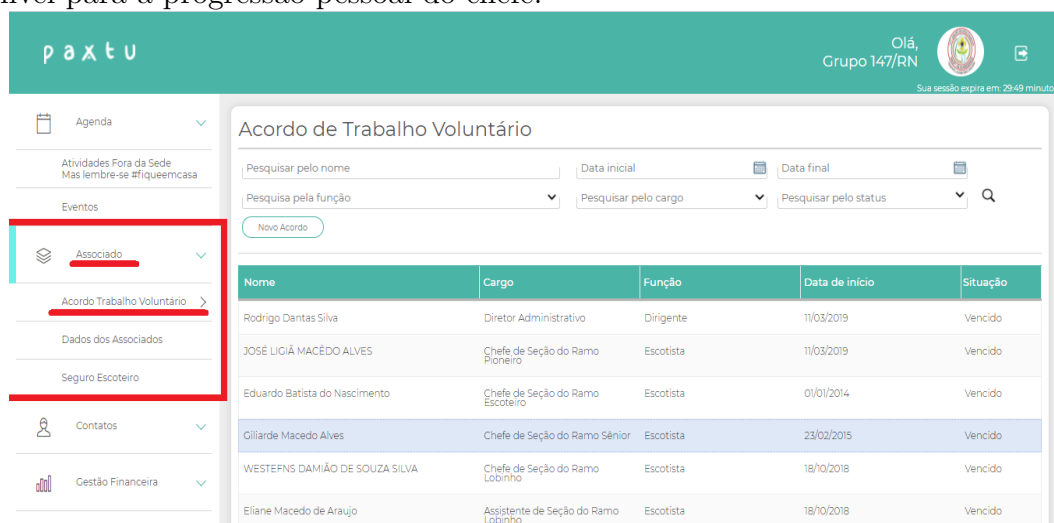 nível para a progressão pessoal do chefe.
paxtu
Olá,
Grupo 147/RN
Sua sessão expira em: 29:49 minuto
Agenda
Atividades Fora da Sede
Mas lembre-se #fiqueemcasa
Eventos
Associado
Acordo Trabalho Voluntário
Dados dos Associados
Seguro Escoteiro
Contatos
Gestão Financeira
Acordo de Trabalho Voluntário
Pesquisar pelo nome Data inicial Data final
Pesquisa pela função Pesquisar pelo cargo Pesquisar pelo status
Novo Acordo
Nome Cargo Função Data de início Situação
Rodrigo Dantas Silva Diretor Administrativo Dirigente 11/03/2019 Vencido
JOSÉ LIGIÃ MACÊDO ALVES Chefe de Seção do Ramo Escotista 11/03/2019 Vencido
Pioneiro
Eduardo Batista do Nascimento Chefe de Seção do Ramo Escotista 01/01/2014 Vencido
Escoteiro
Giliarde Macedo Alves Chefe de Seção do Ramo Sênior Escotista 23/02/2015 Vencido
WESTEFNS DAMIÃO DE SOUZA SILVA Chefe de Seção do Ramo Escotista 18/10/2018 Vencido
Lobinho
Eliane Macedo de Araujo Assistente de Seção do Ramo Escotista 18/10/2018 Vencido
Lobinho